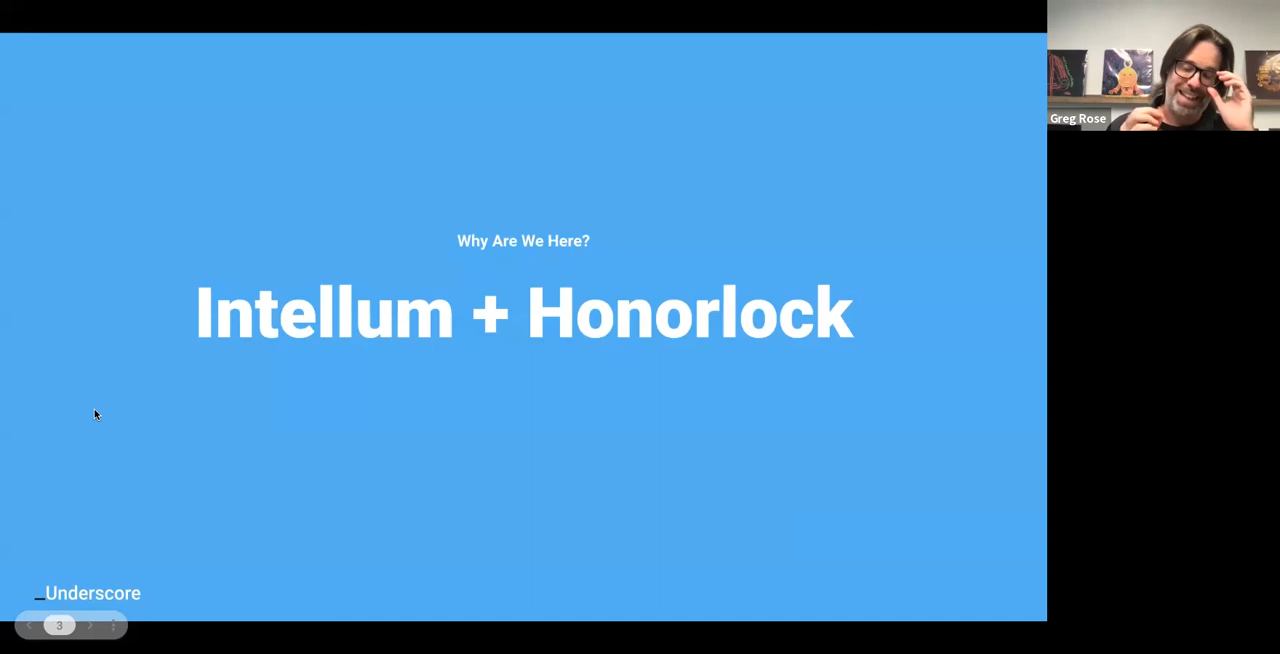 Greg Rose
Why Are We Here?
Intellum + Honorlock
_Underscore
3